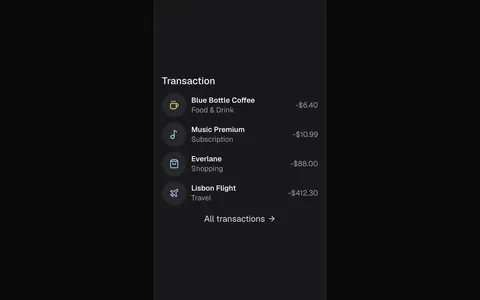 Transaction
Blue Bottle Coffee
-$6.40
Food & Drink
Music Premium
-$10.99
Subscription
Everlane
-$88.00
Shopping
Lisbon Flight
-$412.30
Travel
All transactions →